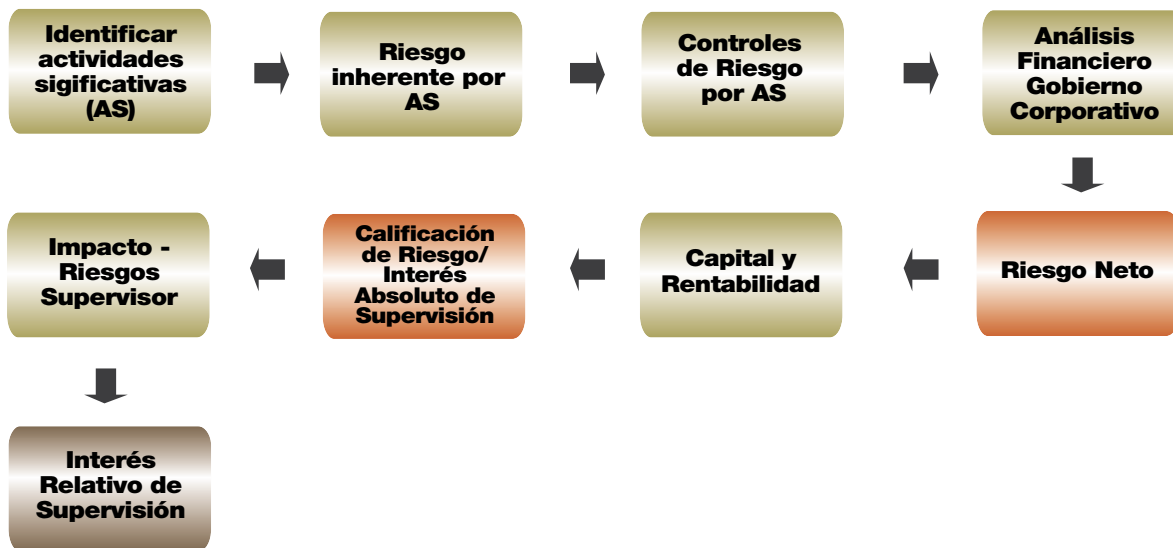 Identificar
actividades
sigificativas
(AS)
Riesgo
inherente por
AS
Controles
de Riesgo
por AS
Análisis
Financiero
Gobierno
Corporativo
Riesgo Neto
Capital y
Rentabilidad
Calificación
de Riesgo/
Interés
Absoluto de
Supervisión
Impacto -
Riesgos
Supervisor
Interés
Relativo de
Supervisión